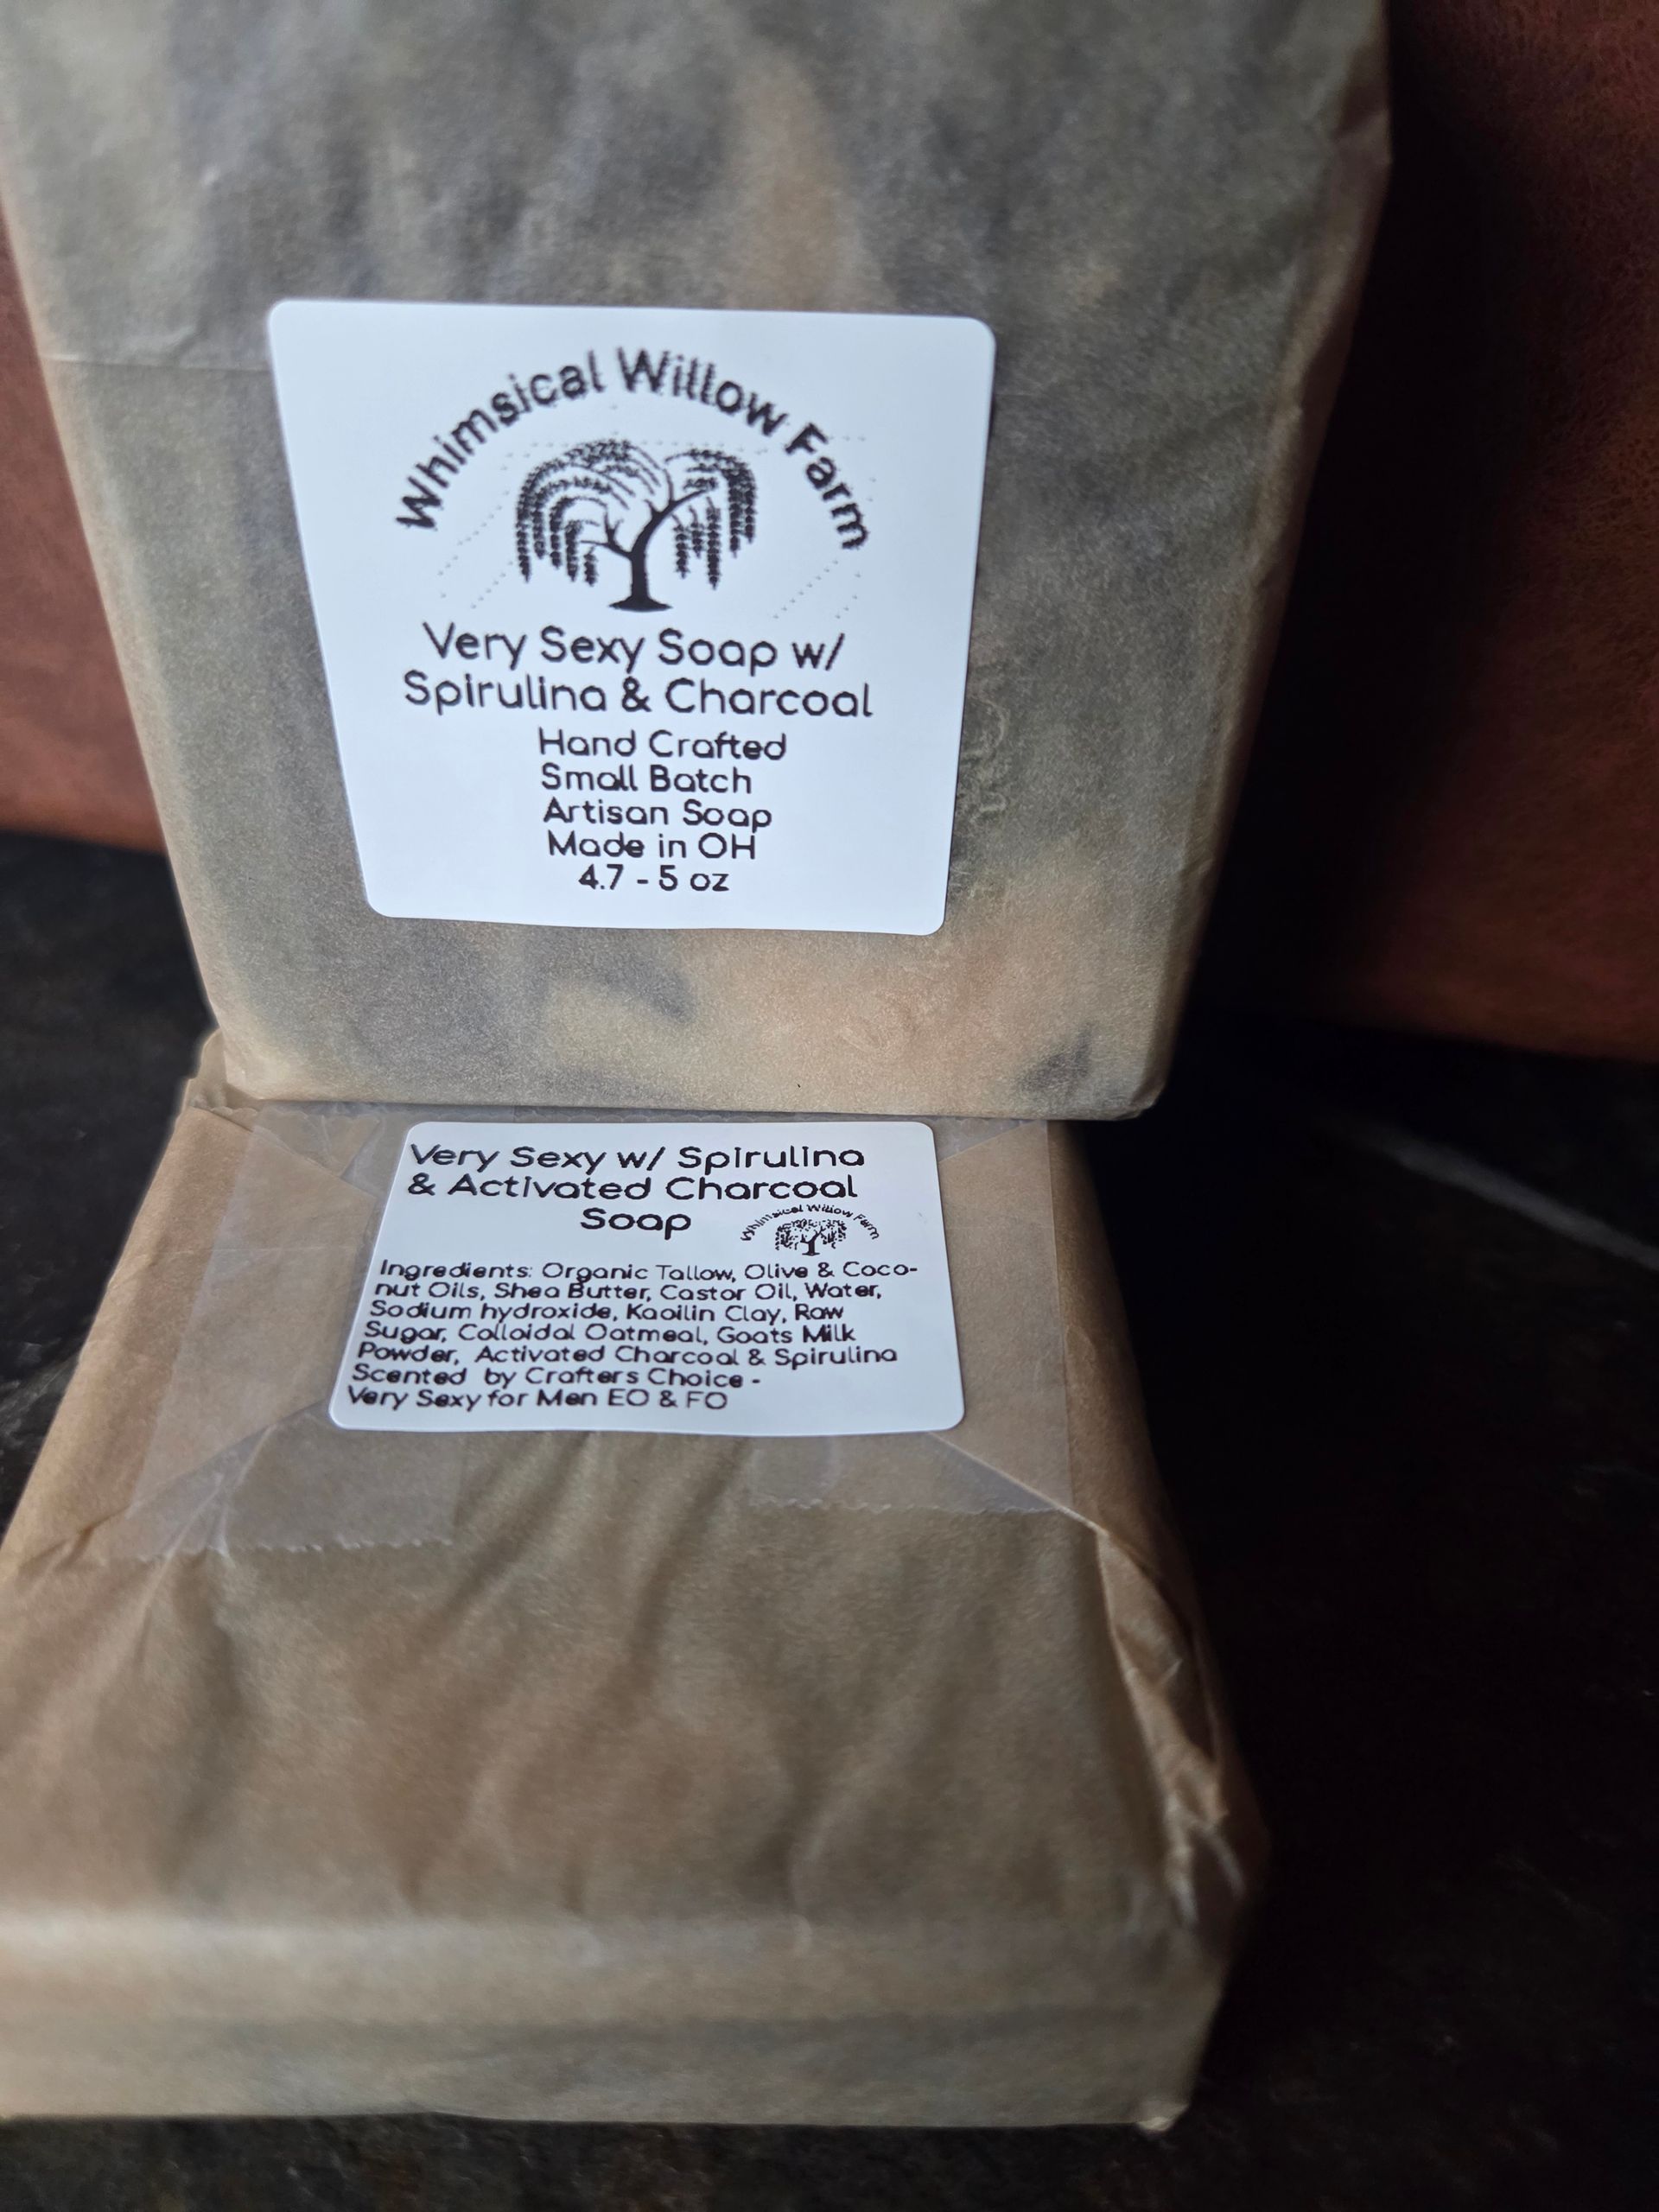 Whimsical Willow Farm
Very Sexy Soap w/
Spirulina & Charcoal
Hand Crafted
Small Batch
Artisan Soap
Made in OH
4.7 - 5 oz
Very Sexy w/ Spirulina
& Activated Charcoal
Soap
Whimsical Willow Farm
Ingredients: Organic Tallow, Olive & Coco-
nut Oils, Shea Butter, Castor Oil, Water,
Sodium hydroxide, Kaoilin Clay, Raw
Sugar, Colloidal Oatmeal, Goats Milk
Powder, Activated Charcoal & Spirulina
Scented by Crafters Choice -
Very Sexy for Men EO & FO